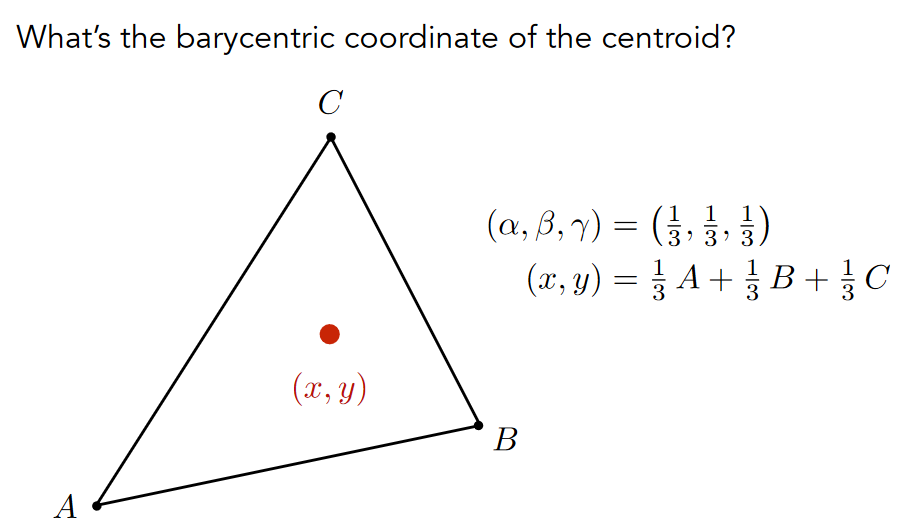 What's the barycentric coordinate of the centroid?
C
(α, β, γ) = (1/3, 1/3, 1/3)
(x, y) = 1/3 A + 1/3 B + 1/3 C
(x, y)
B
A